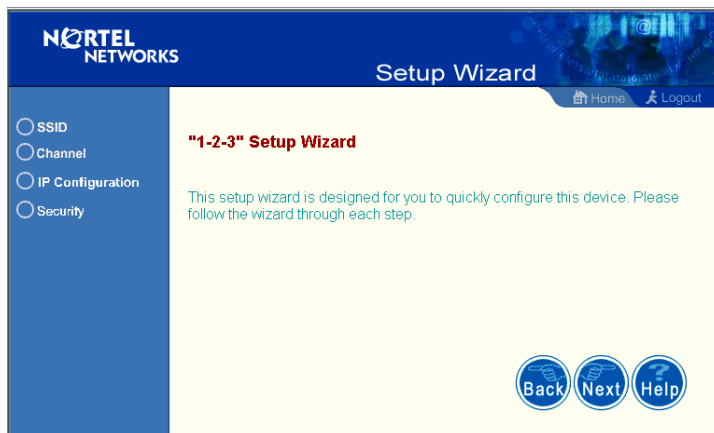 NORTEL
NETWORKS
Setup Wizard
@
Home Logout
SSID
Channel
IP Configuration
Security
"1-2-3" Setup Wizard
This setup wizard is designed for you to quickly configure this device. Please
follow the wizard through each step.
Back Next Help
?